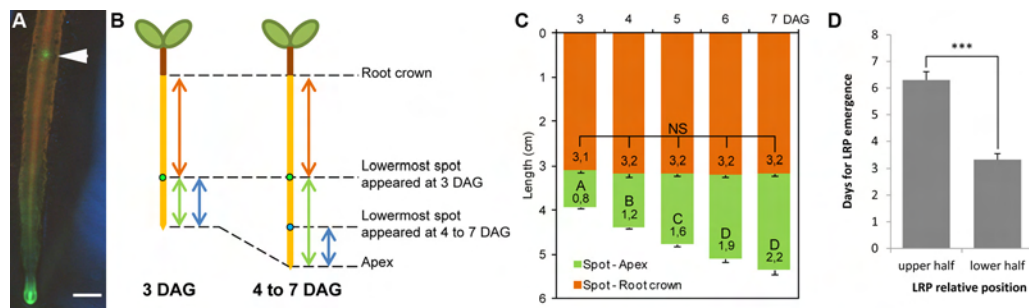 A
B
Root crown
Lowermost spot
appeared at 3 DAG
Lowermost spot
appeared at 4 to 7 DAG
Apex
3 DAG
4 to 7 DAG
C
3 4 5 6 7 DAG
0
1
2
3
4
5
6
Length (cm)
NS
3,1 3,2 3,2 3,2 3,2
A
0,8
B
1,2
C
1,6
D
1,9
D
2,2
Spot - Apex
Spot - Root crown
D
***
8
7
6
5
4
3
2
1
0
Days for LRP emergence
upper half lower half
LRP relative position